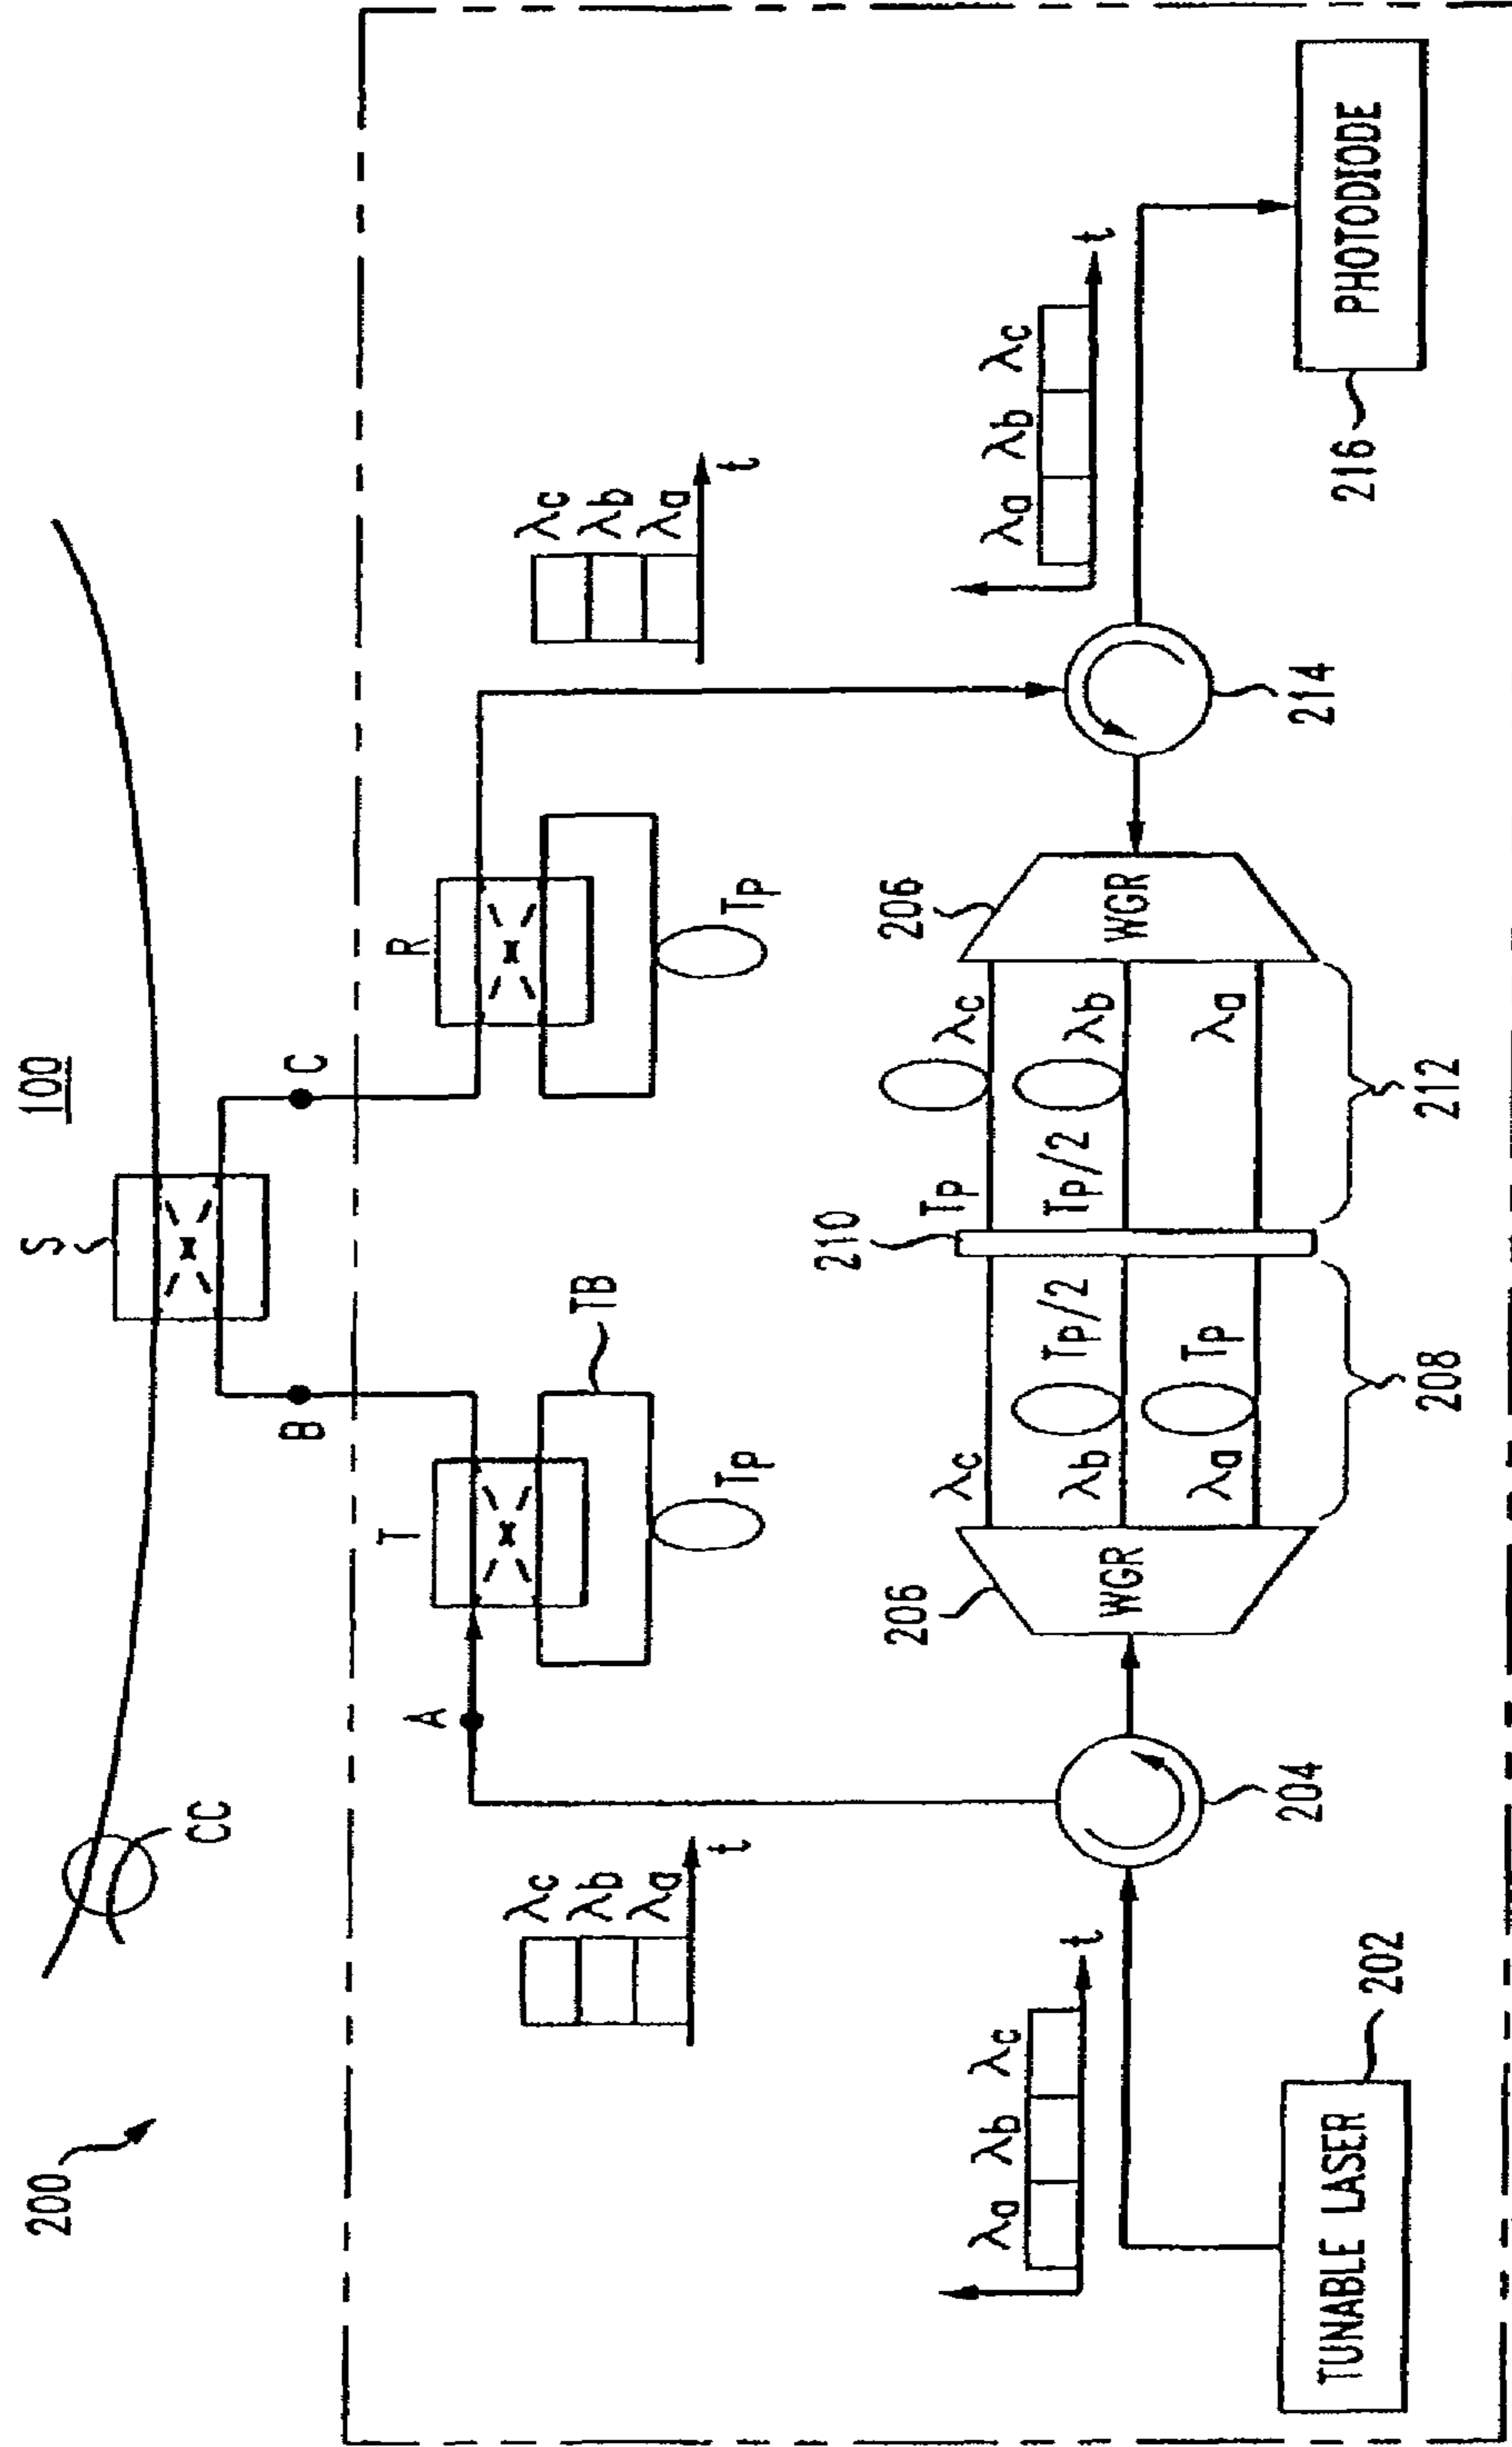 200
100
CC
S
B
C
λc
λb
λa
t
A
T
TB
Tp
R
Tp
λc
λb
λa
t
λa λb λc
t
204
206
WGR
λc
λb
λa
Tp/2
Tp
208
210
Tp
Tp/2
λc
λb
λa
212
206
WGR
214
λa λb λc
t
TUNABLE LASER
202
216
PHOTODIODE